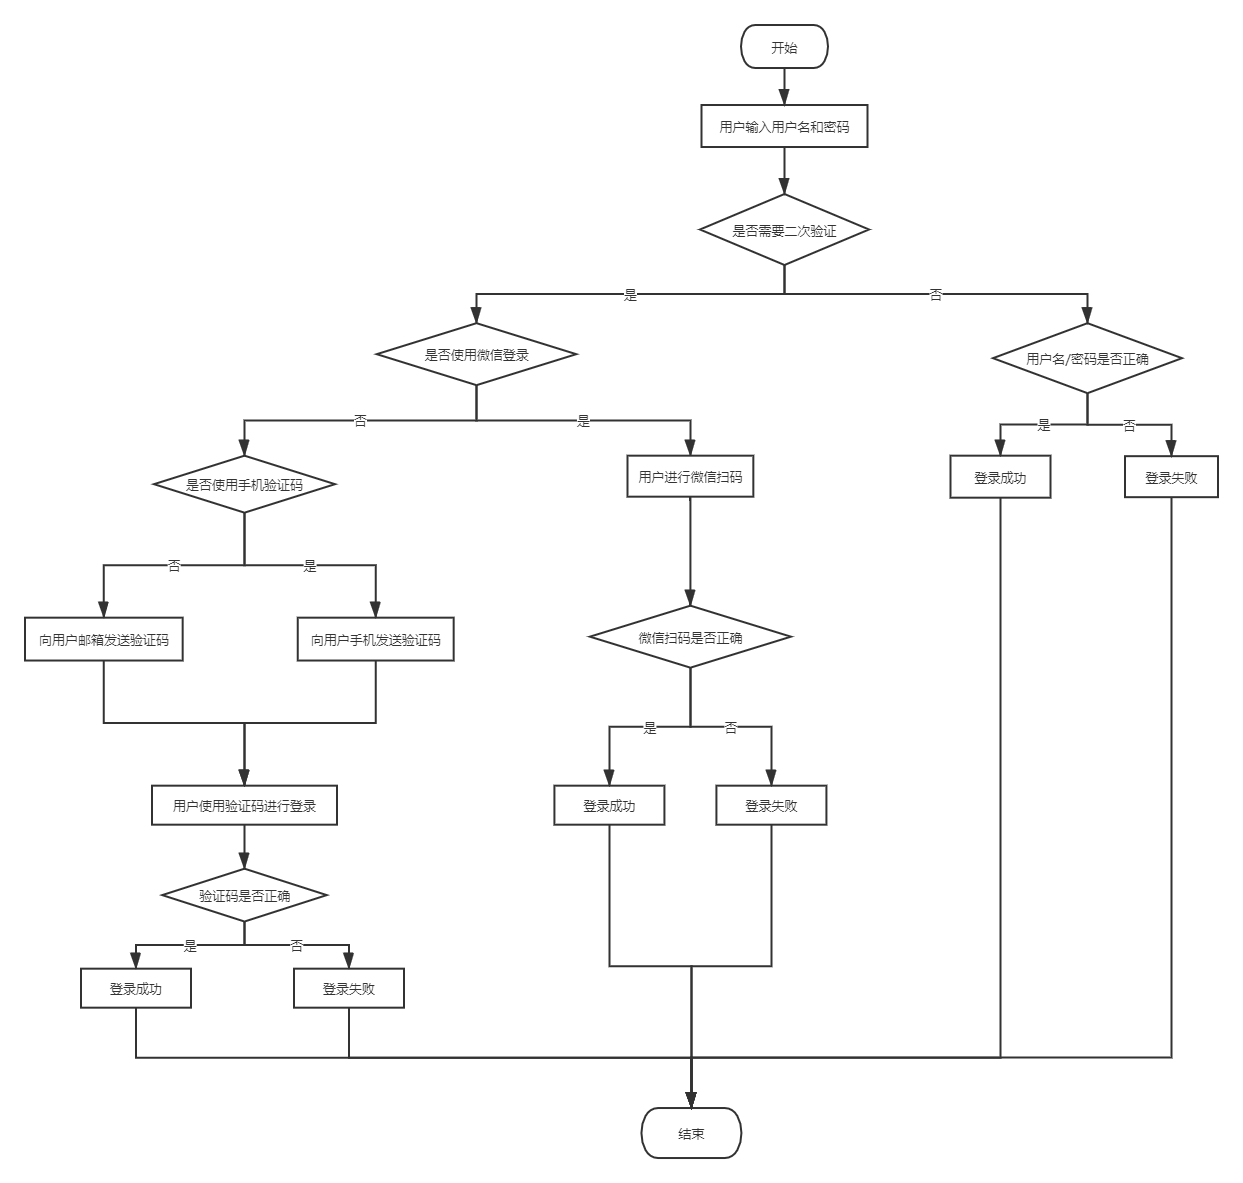 开始
用户输入用户名和密码
是否需要二次验证
是
否
是否使用微信登录
用户名/密码是否正确
否
是
是
否
是否使用手机验证码
用户进行微信扫码
登录成功
登录失败
否
是
向用户邮箱发送验证码
向用户手机发送验证码
微信扫码是否正确
是
否
用户使用验证码进行登录
登录成功
登录失败
验证码是否正确
是
否
登录成功
登录失败
结束